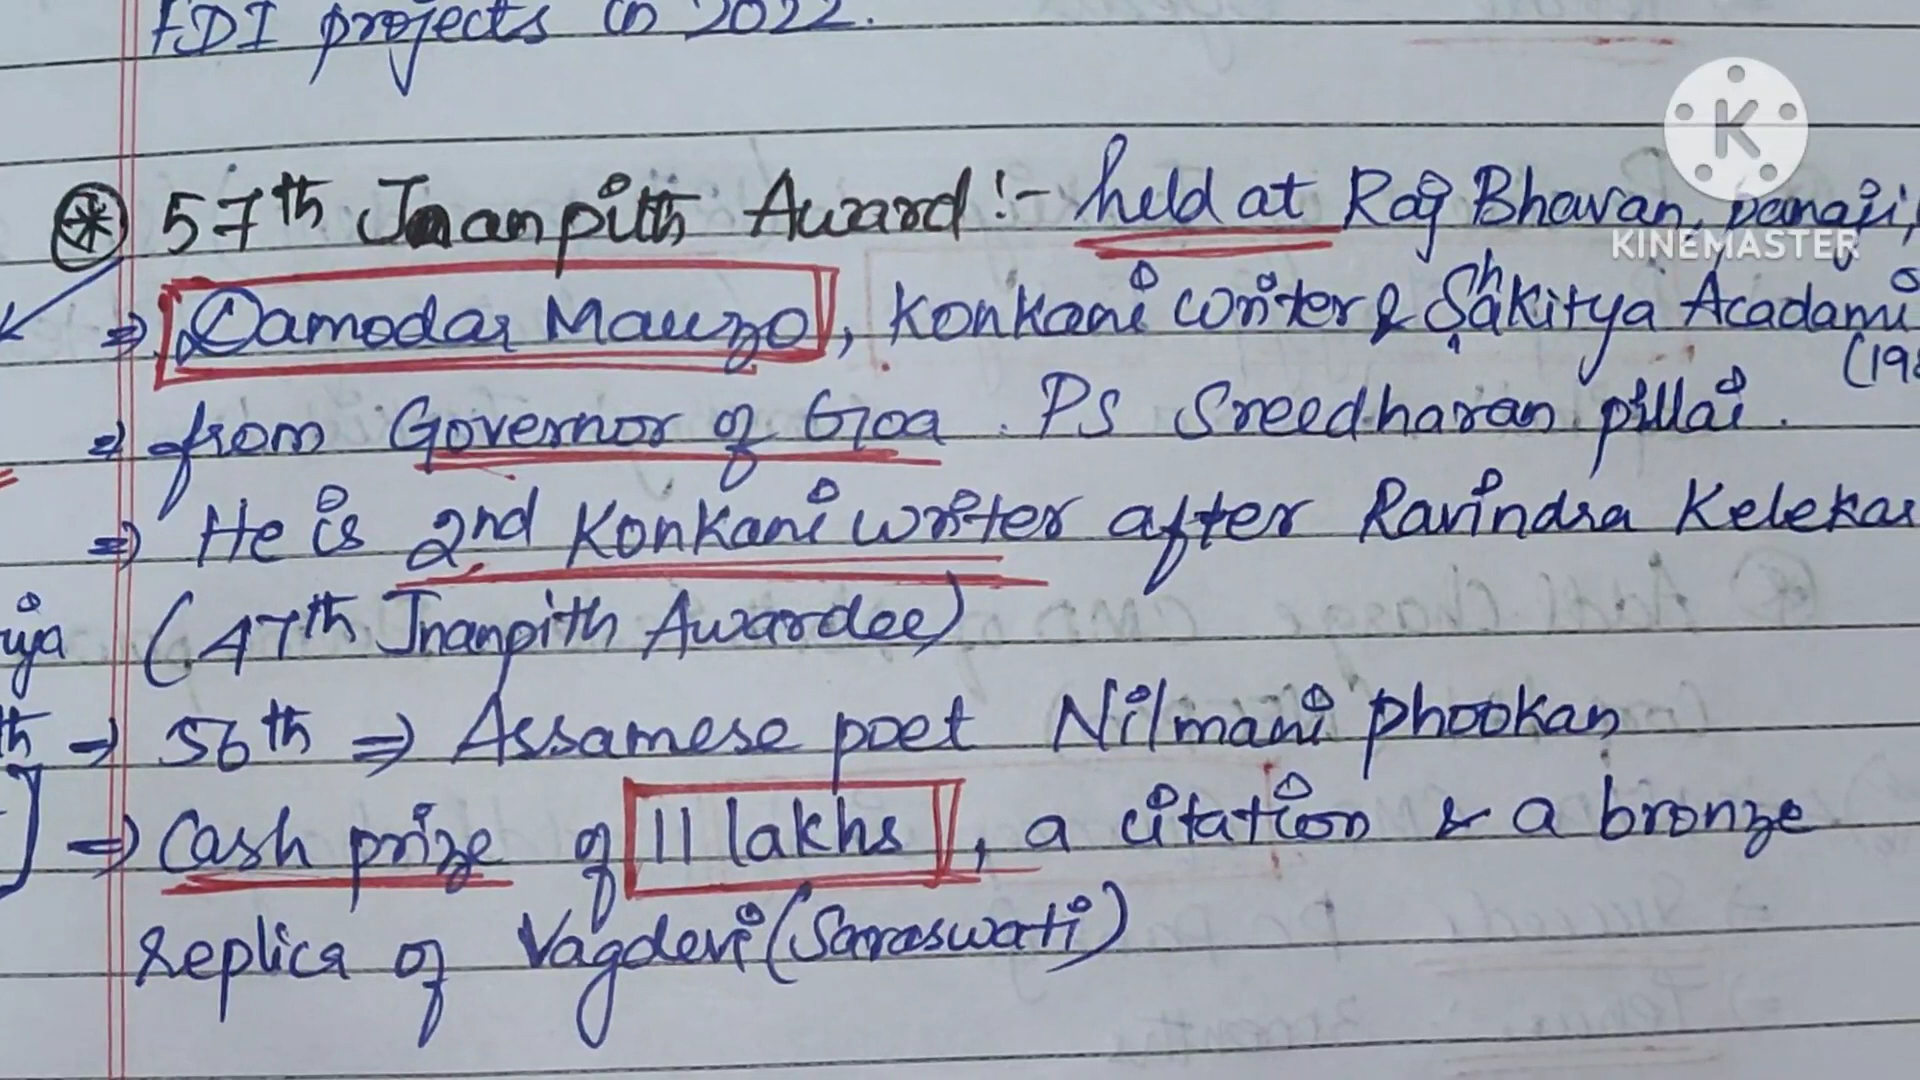 FDI projects in 2022.
57th Jnanpith Award :- held at Raj Bhavan, panaji,
⇒ Damodar Mauzo, Konkani writer & Sahitya Acadami
(198
⇒ from Governor of Goa . PS Sreedharan pillai .
⇒ He is 2nd Konkani writer after Ravindra Kelekar
(47th Jnanpith Awardee)
⇒ 56th ⇒ Assamese poet Nilmani phookan
⇒ Cash prize of 11 lakhs, a citation & a bronze
replica of Vagdevi (Saraswati)
KINEMASTER